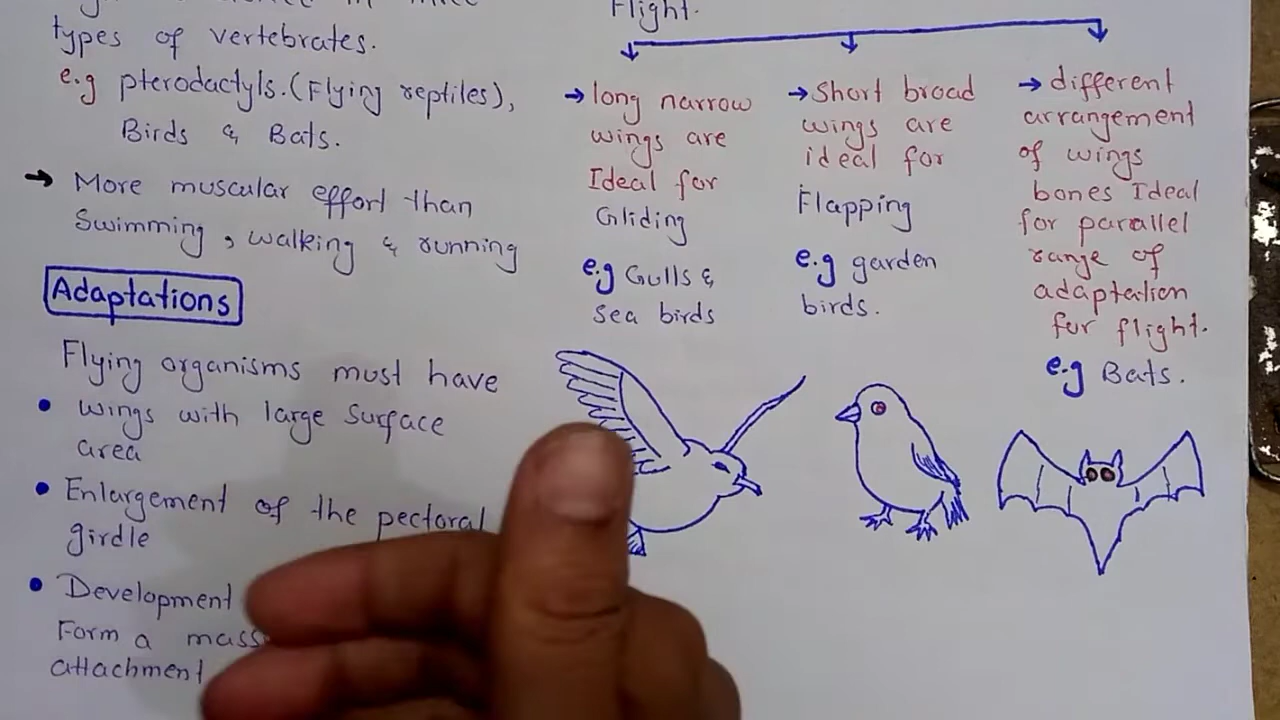 types of vertebrates.
e.g pterodactyls.(Flying reptiles),
Birds & Bats.
→ More muscular effort than
Swimming, walking & running
Adaptations
Flying organisms must have
• wings with large Surface
area
• Enlargement of the pectoral
girdle
• Development
Form a mass
attachment
Flight.
→ long narrow
wings are
Ideal for
Gliding
e.g Gulls &
Sea birds
→ Short broad
wings are
ideal for
Flapping
e.g garden
birds.
→ different
arrangement
of wings
bones Ideal
for parallel
range of
adaptation
for flight.
e.g Bats.